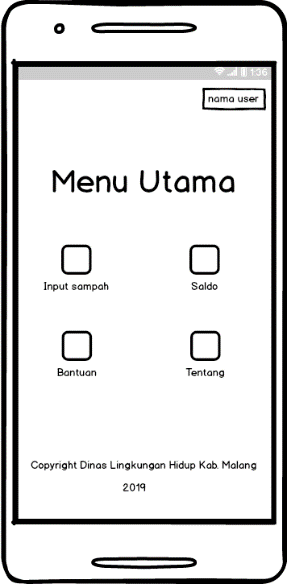 1:36
nama user
Menu Utama
Input sampah
Saldo
Bantuan
Tentang
Copyright Dinas Lingkungan Hidup Kab. Malang
2019